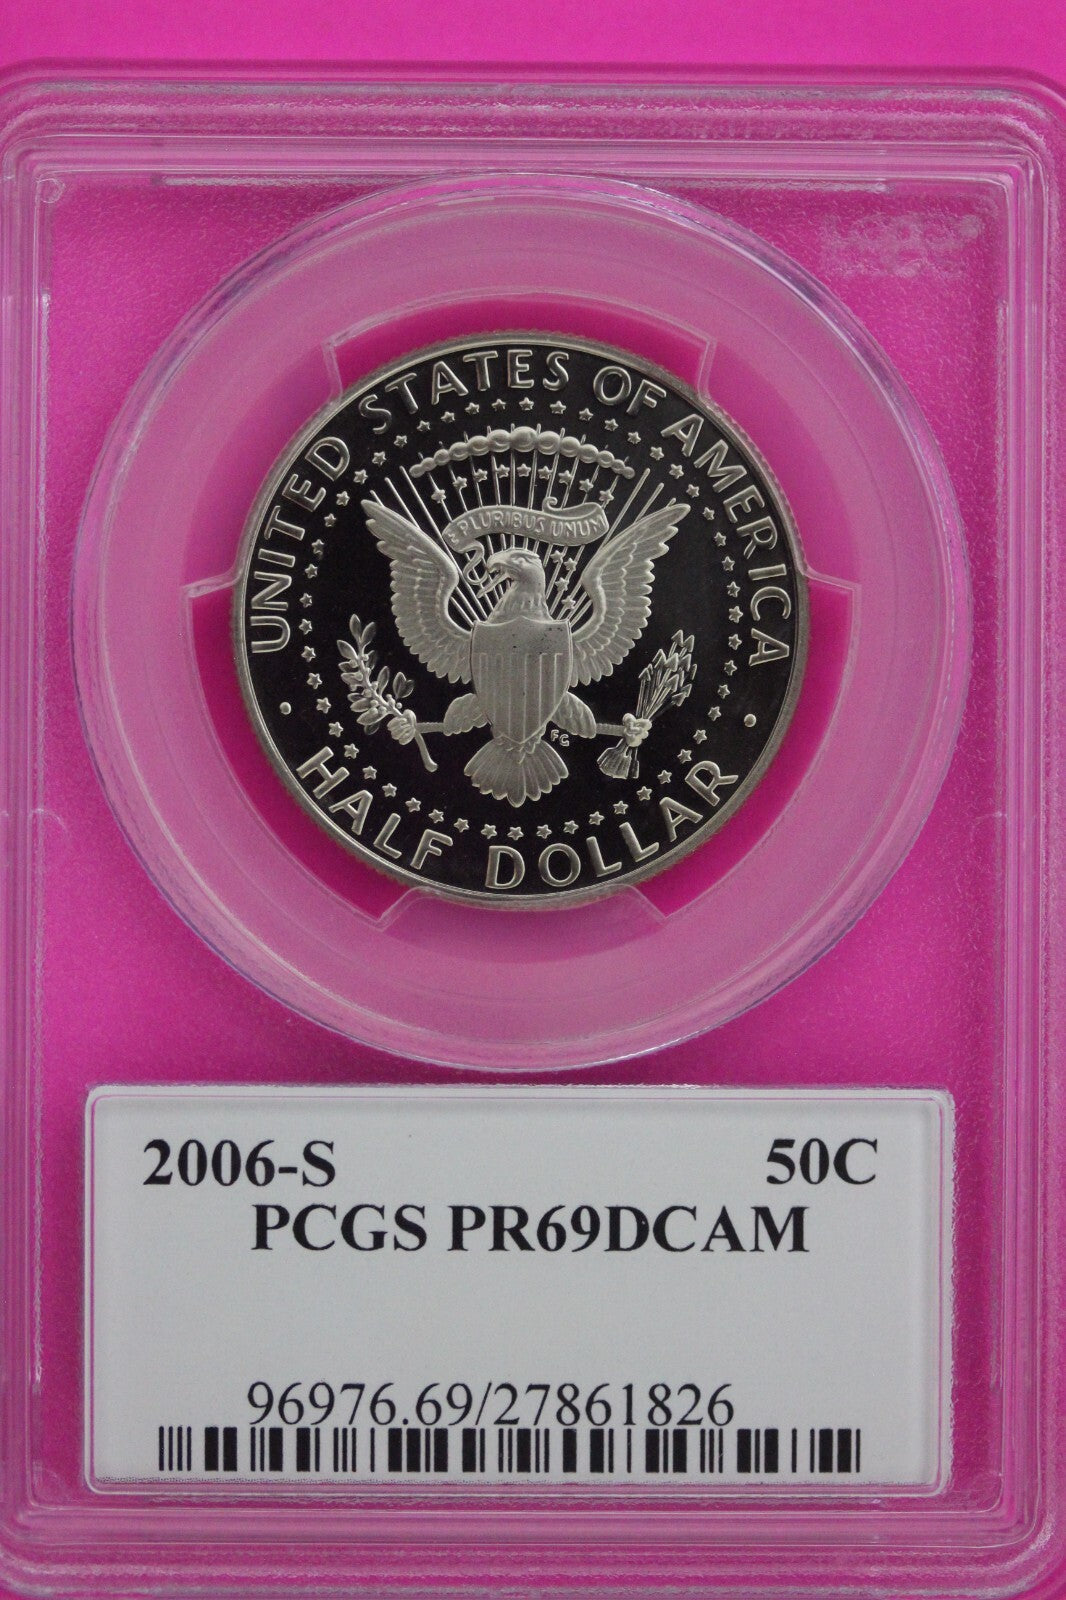 UNITED STATES OF AMERICA
E PLURIBUS UNUM
FG
· HALF DOLLAR ·
2006-S 50C
PCGS PR69DCAM
96976.69/27861826